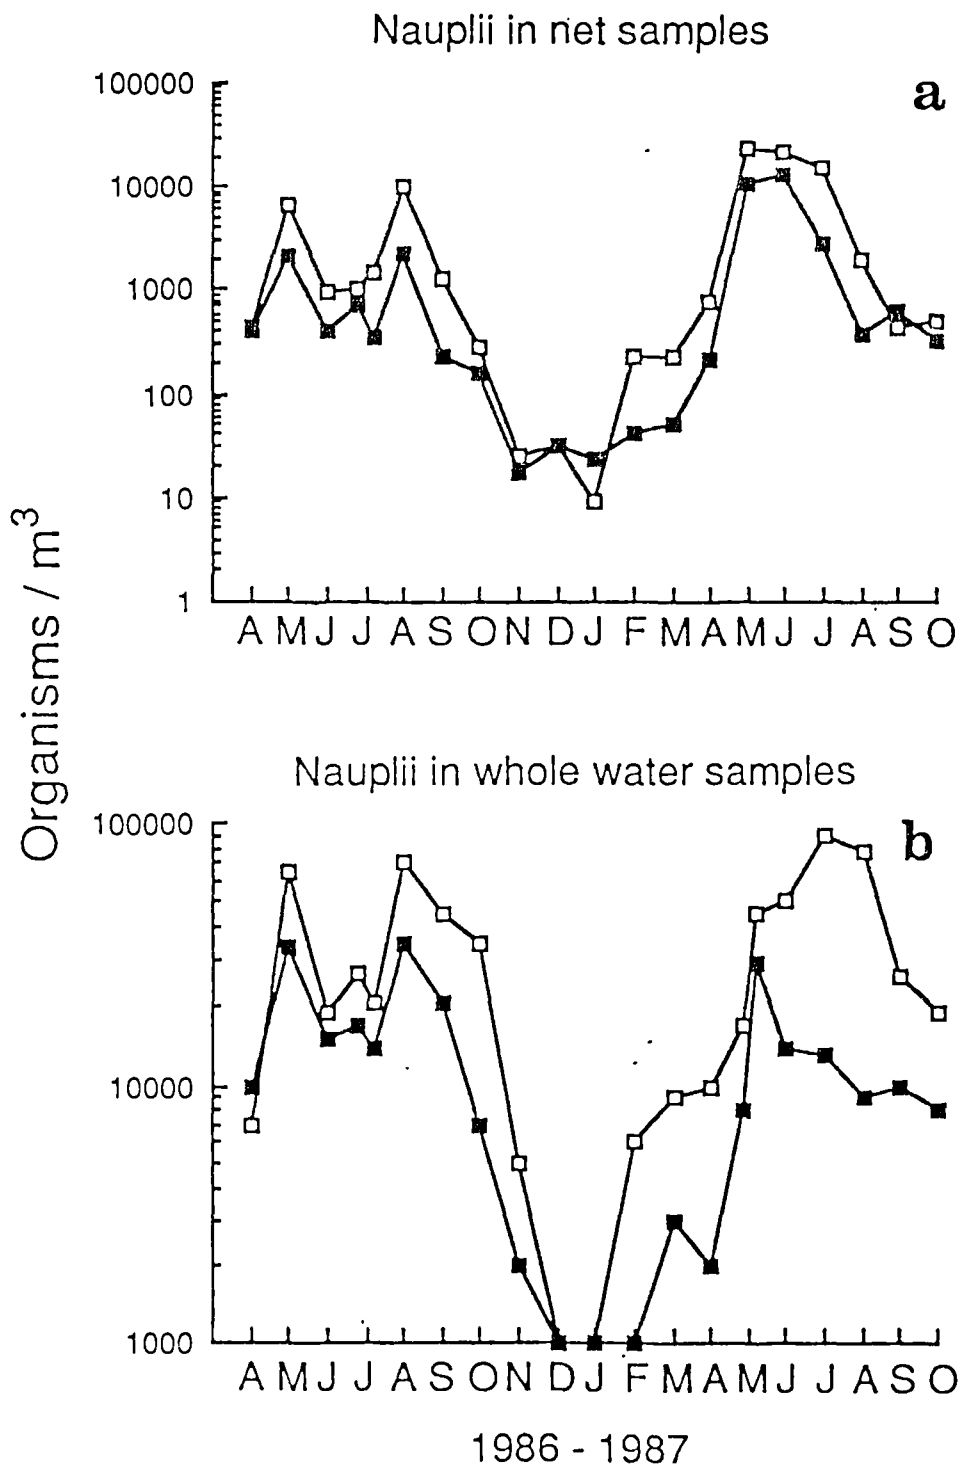 Nauplii in net samples
a
100000
10000
1000
100
10
1
A M J J A S O N D J F M A M J J A S O
Organisms / m³
Nauplii in whole water samples
b
100000
10000
1000
A M J J A S O N D J F M A M J J A S O
1986 - 1987